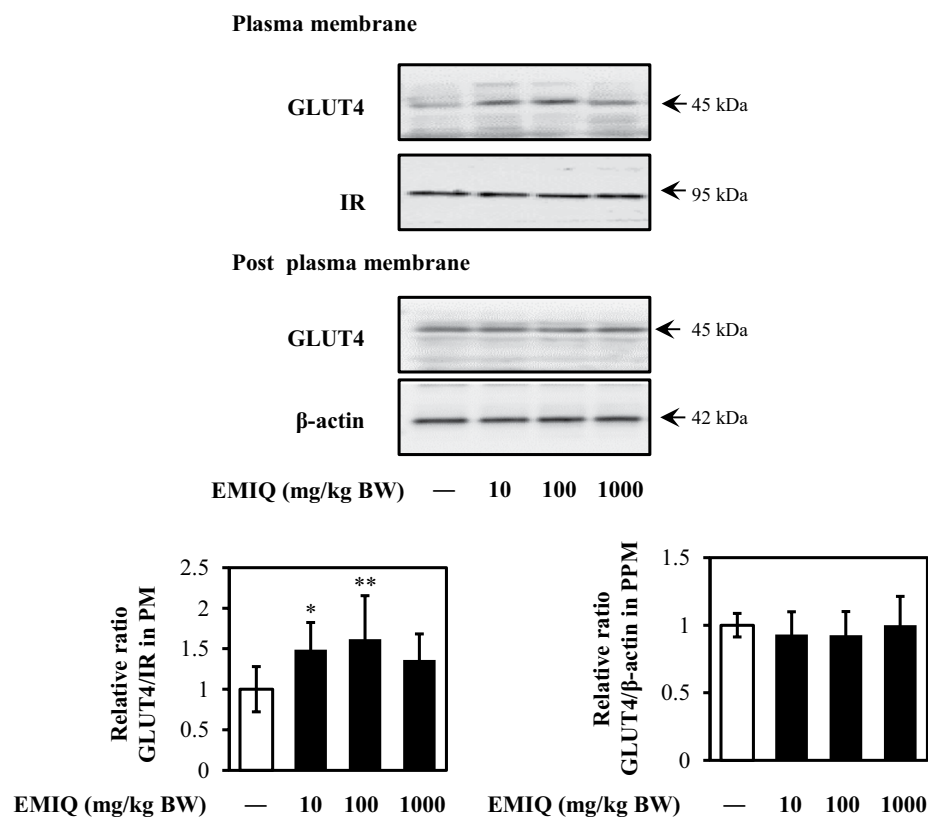 Plasma membrane
GLUT4
45 kDa
IR
95 kDa
Post plasma membrane
GLUT4
45 kDa
β-actin
42 kDa
EMIQ (mg/kg BW) — 10 100 1000
Relative ratio
GLUT4/IR in PM
2.5
2
1.5
1
0.5
0
* **
EMIQ (mg/kg BW) — 10 100 1000
Relative ratio
GLUT4/β-actin in PPM
1.5
1
0.5
0
EMIQ (mg/kg BW) — 10 100 1000